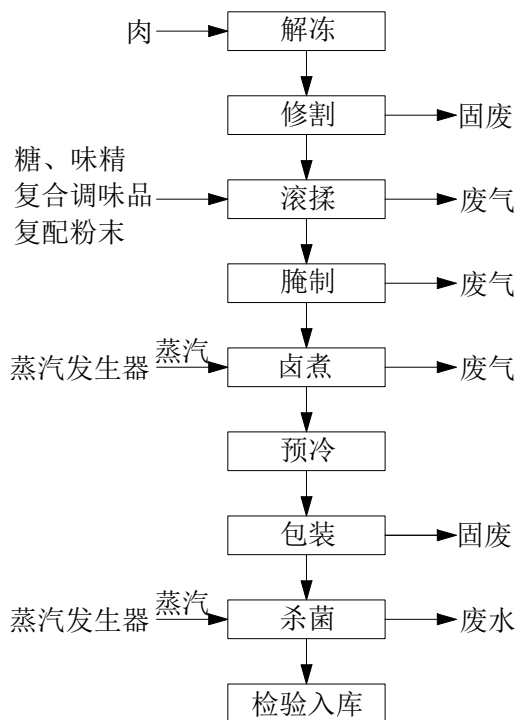 肉
解冻
修割
固废
糖、味精
复合调味品
复配粉末
滚揉
废气
腌制
废气
蒸汽发生器
蒸汽
卤煮
废气
预冷
包装
固废
蒸汽发生器
蒸汽
杀菌
废水
检验入库